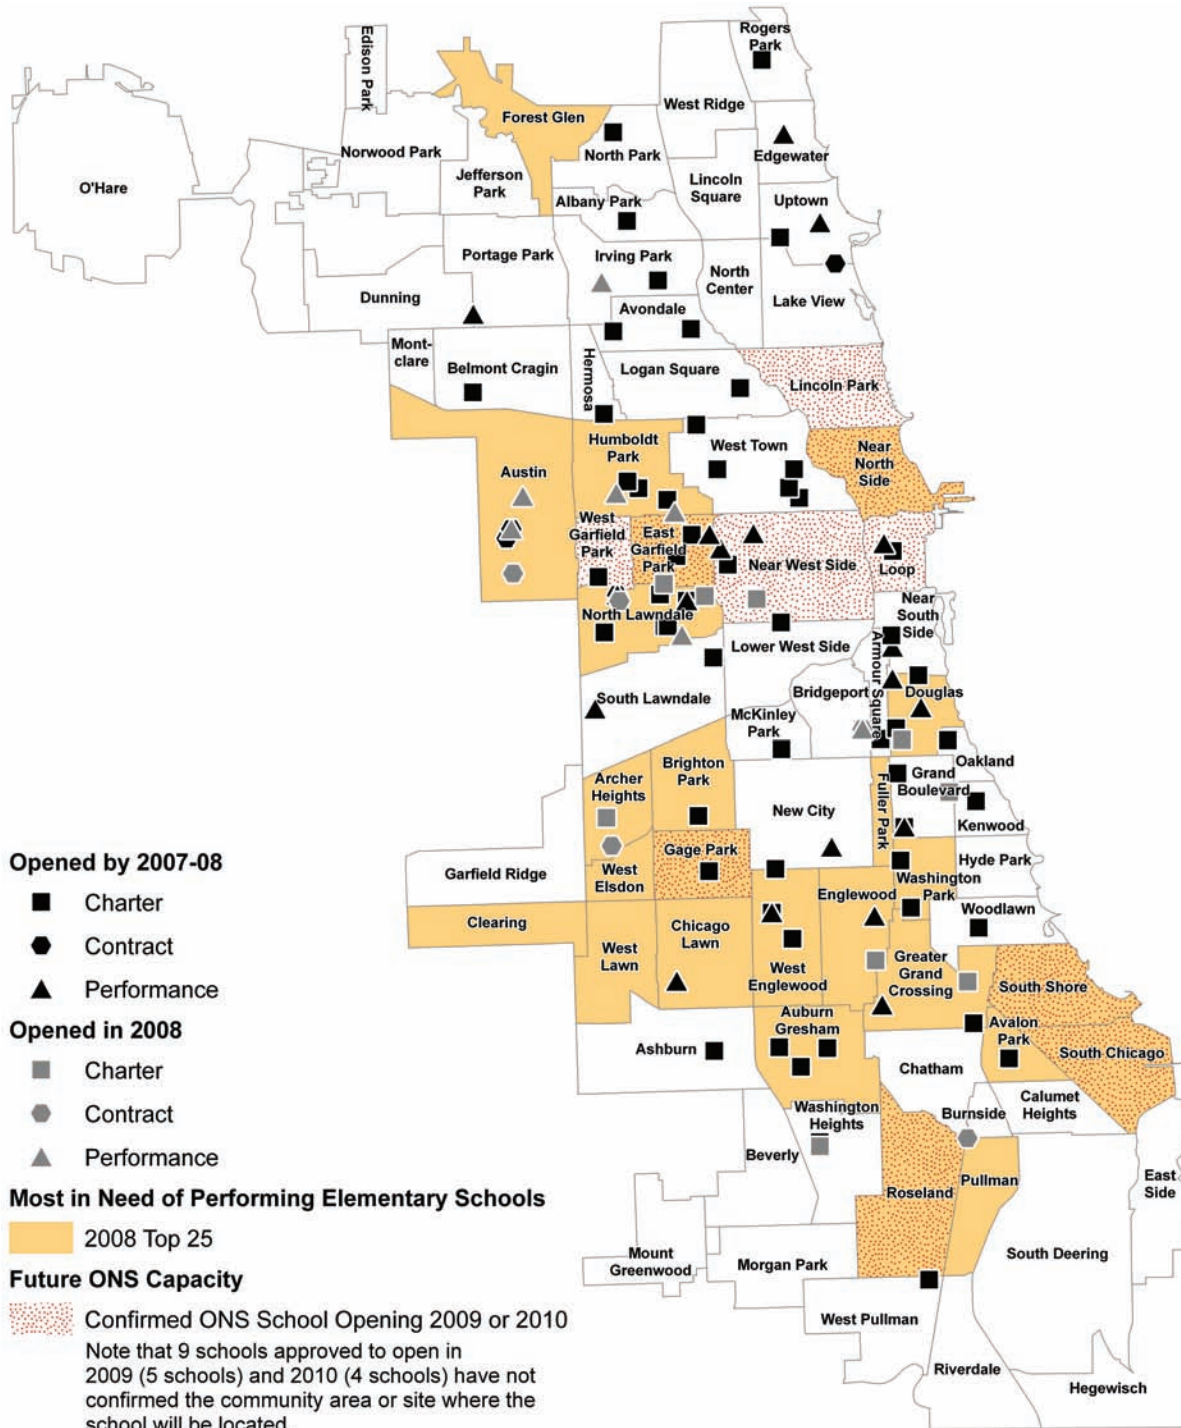 Rogers
Park
Edison Park
West Ridge
Forest Glen
Norwood Park
North Park
Edgewater
Jefferson
Park
Lincoln
Square
O'Hare
Albany Park
Uptown
Portage Park
Irving Park
North
Center
Dunning
Avondale
Lake View
Mont-
clare
Belmont Cragin
Hermosa
Logan Square
Lincoln Park
Humboldt
Park
West Town
Near
North
Side
Austin
West
Garfield
Park
East
Garfield
Park
Near West Side
Loop
North Lawndale
Near
South
Side
Lower West Side
Armour Square
South Lawndale
Bridgeport
Douglas
McKinley
Park
Oakland
Brighton
Park
Archer
Heights
Fuller Park
Grand
Boulevard
New City
Kenwood
Gage Park
Garfield Ridge
West
Elsdon
Hyde Park
Washington
Park
Englewood
Woodlawn
Clearing
Chicago
Lawn
West
Lawn
West
Englewood
Greater
Grand
Crossing
South Shore
Auburn
Gresham
Avalon
Park
Ashburn
South Chicago
Chatham
Calumet
Heights
Washington
Heights
Burnside
Beverly
Pullman
Roseland
East
Side
South Deering
Mount
Greenwood
Morgan Park
West Pullman
Riverdale
Hegewisch
Opened by 2007-08
Charter
Contract
Performance
Opened in 2008
Charter
Contract
Performance
Most in Need of Performing Elementary Schools
2008 Top 25
Future ONS Capacity
Confirmed ONS School Opening 2009 or 2010
Note that 9 schools approved to open in
2009 (5 schools) and 2010 (4 schools) have not
confirmed the community area or site where the
school will be located